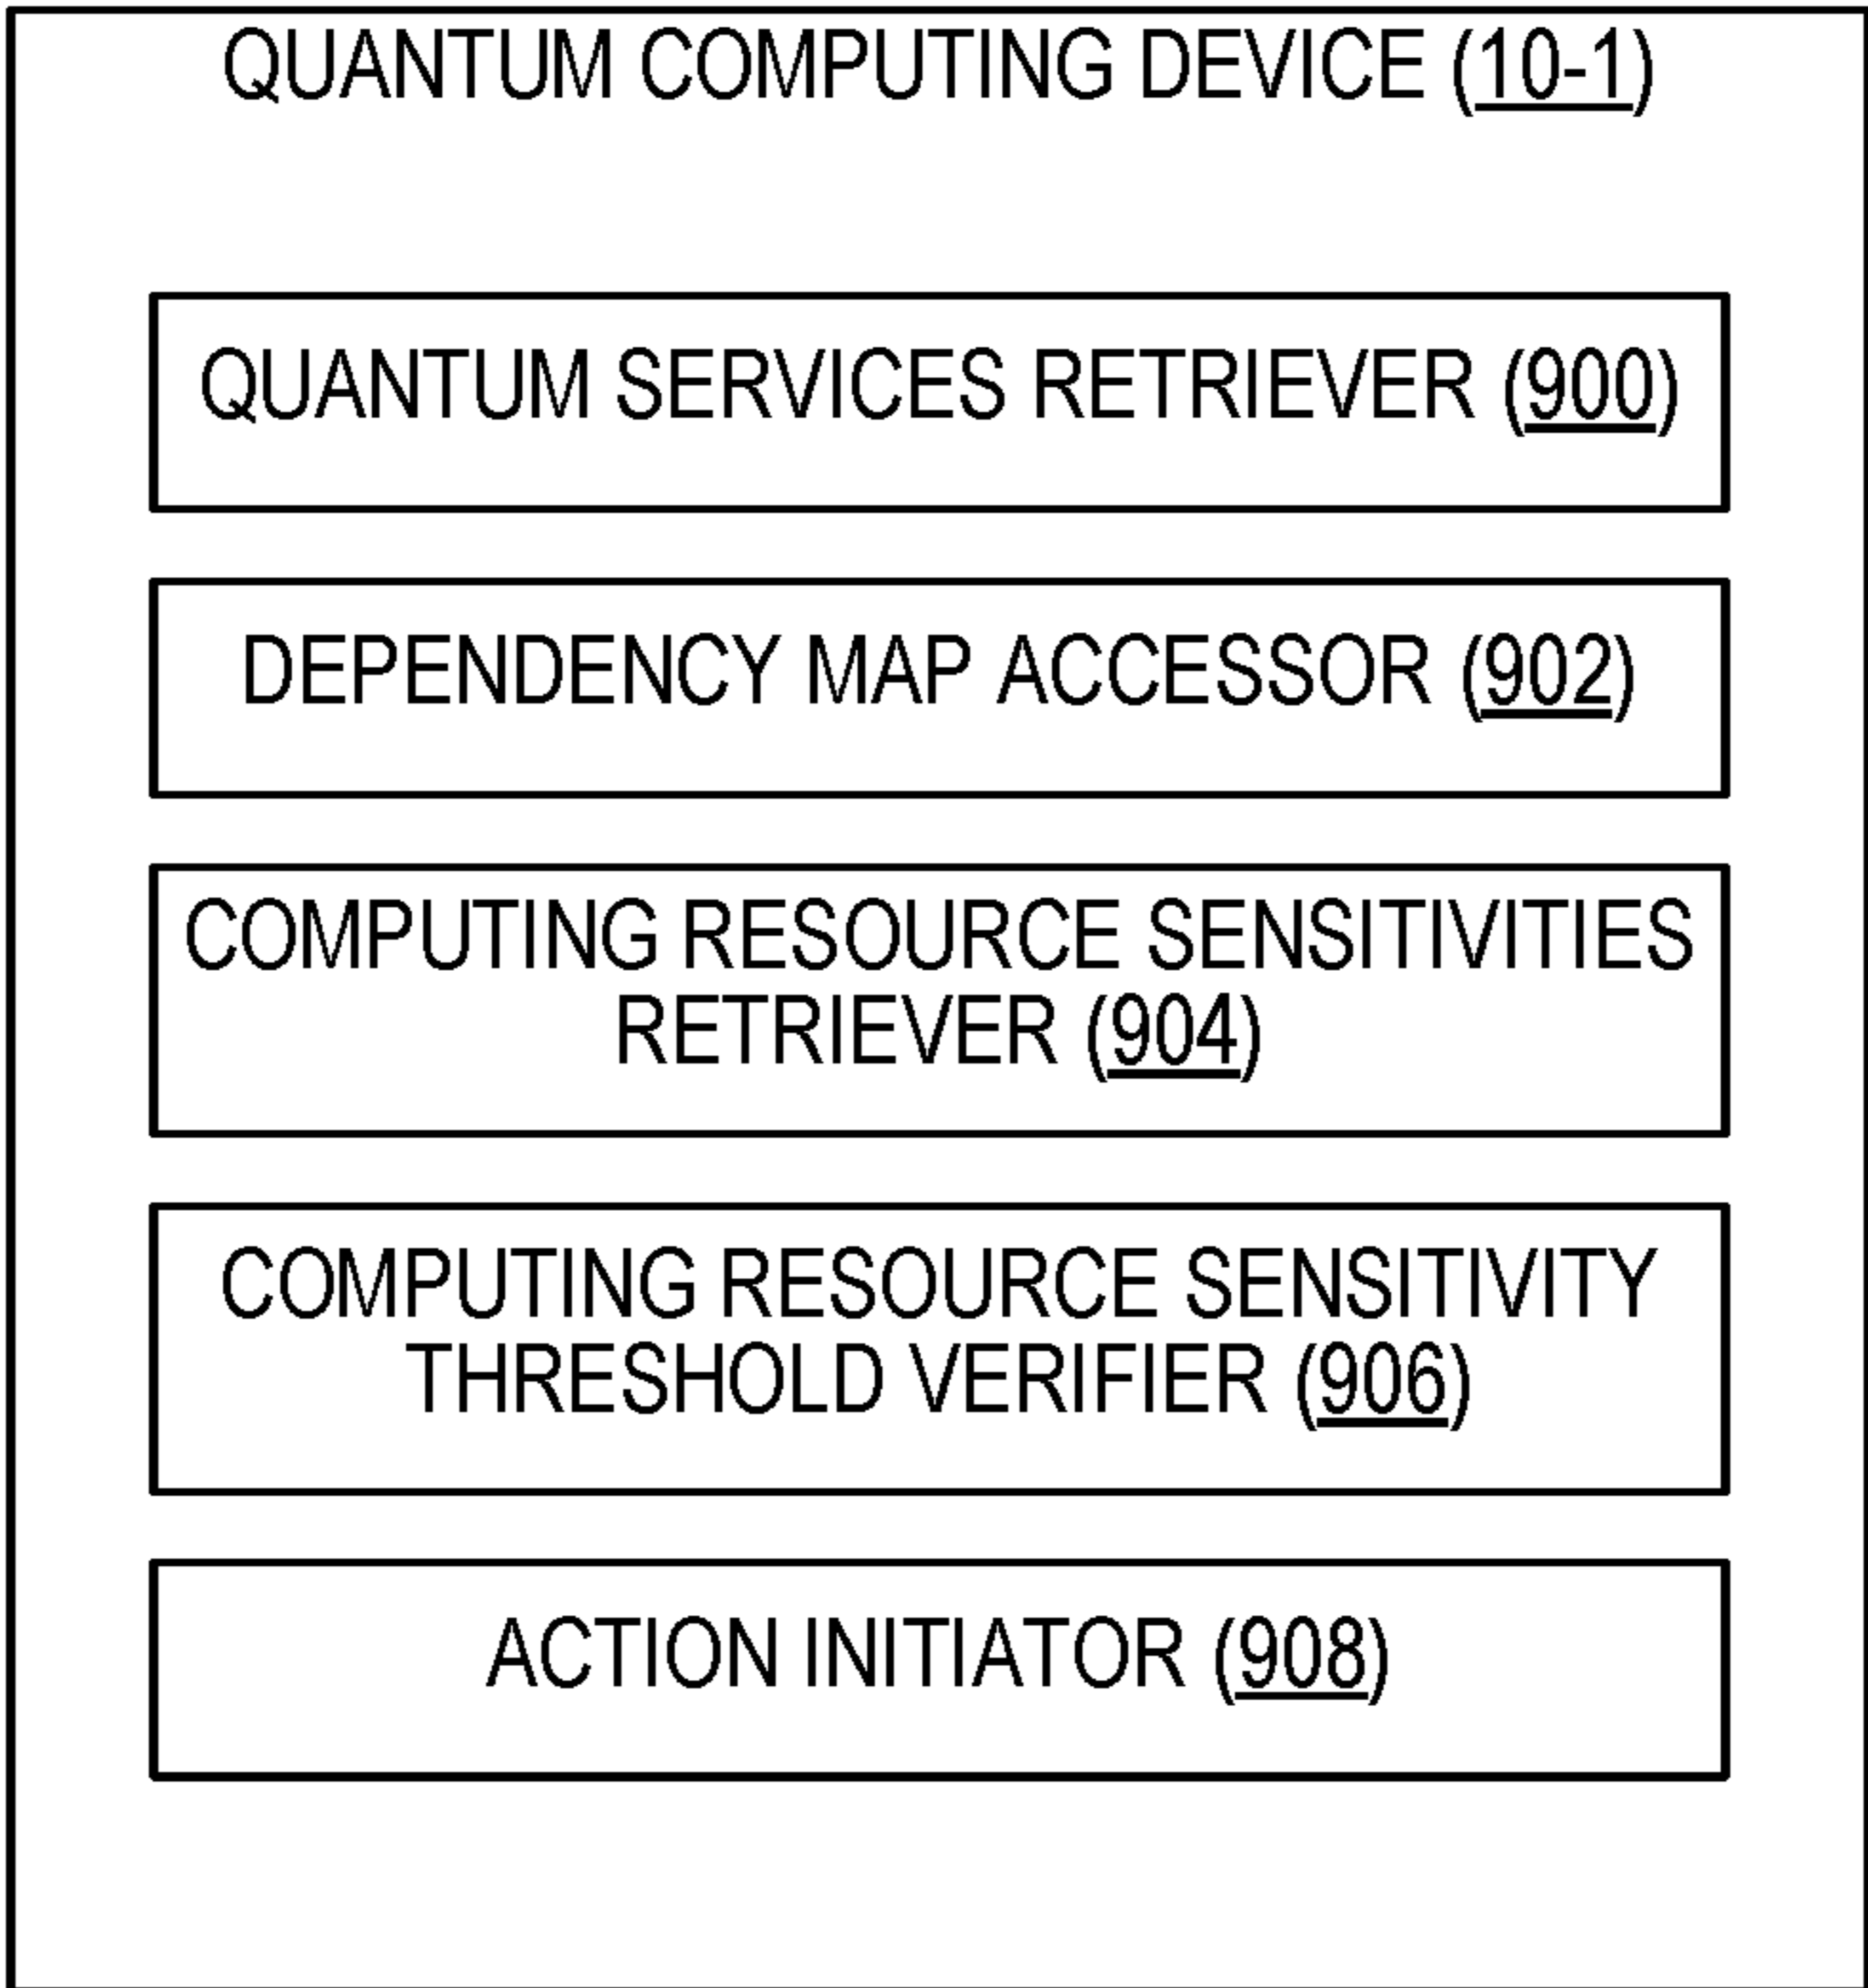 QUANTUM COMPUTING DEVICE (10-1)
QUANTUM SERVICES RETRIEVER (900)
DEPENDENCY MAP ACCESSOR (902)
COMPUTING RESOURCE SENSITIVITIES
RETRIEVER (904)
COMPUTING RESOURCE SENSITIVITY
THRESHOLD VERIFIER (906)
ACTION INITIATOR (908)